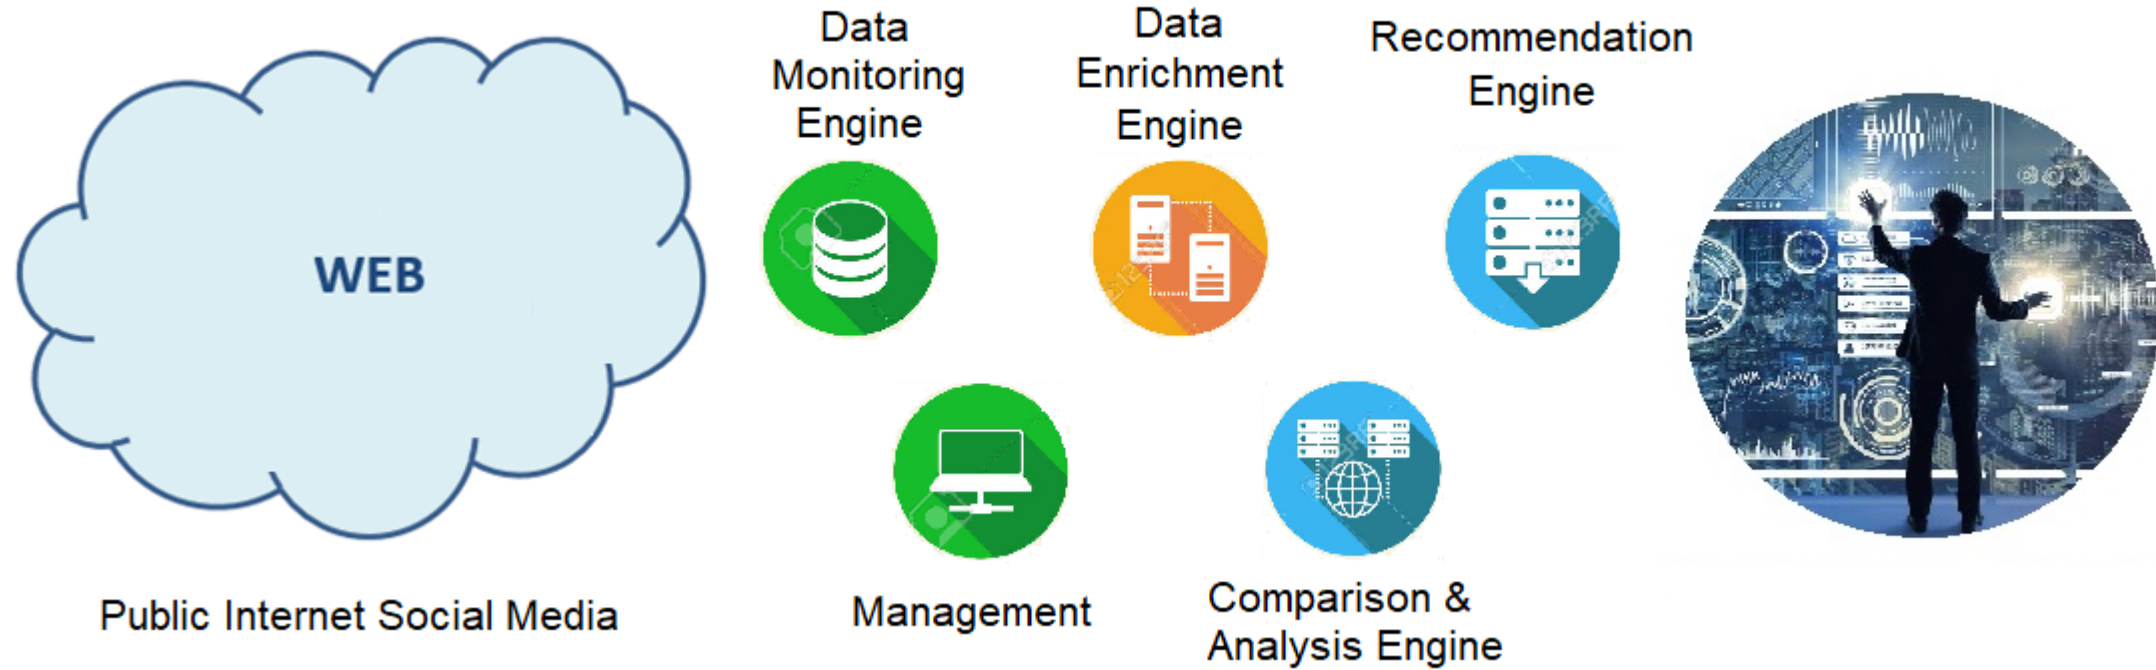 WEB
Public Internet Social Media
Data
Monitoring
Engine
Data
Enrichment
Engine
Recommendation
Engine
Management
Comparison &
Analysis Engine